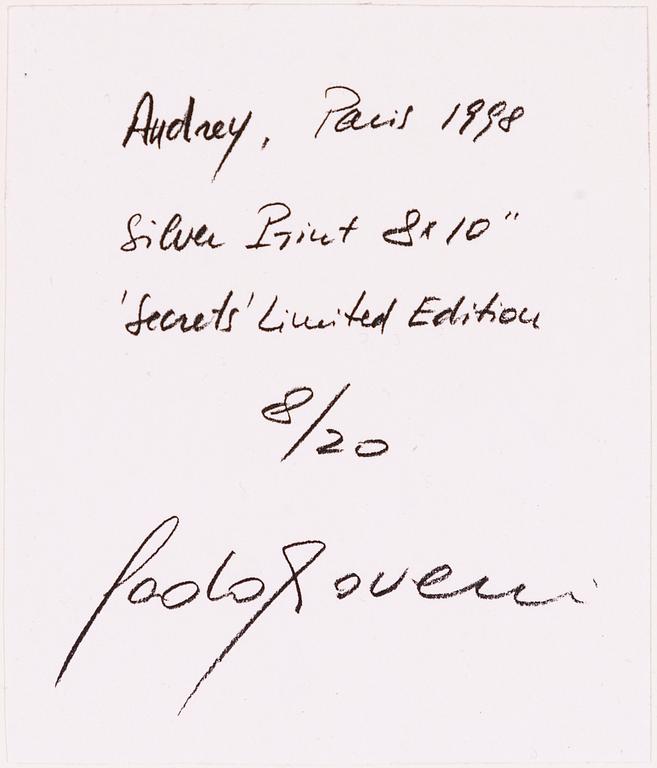 Audrey, Paris 1998
Silver Print 8x10"
'Secrets' Limited Edition
8/20
Paolo Roversi